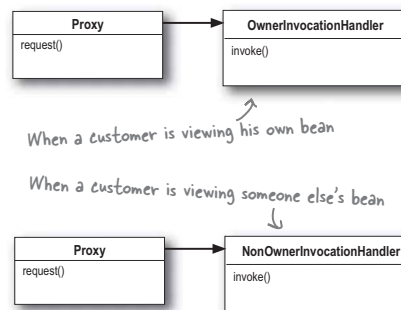 Proxy
request()
OwnerInvocationHandler
invoke()
When a customer is viewing his own bean
When a customer is viewing someone else's bean
Proxy
request()
NonOwnerInvocationHandler
invoke()